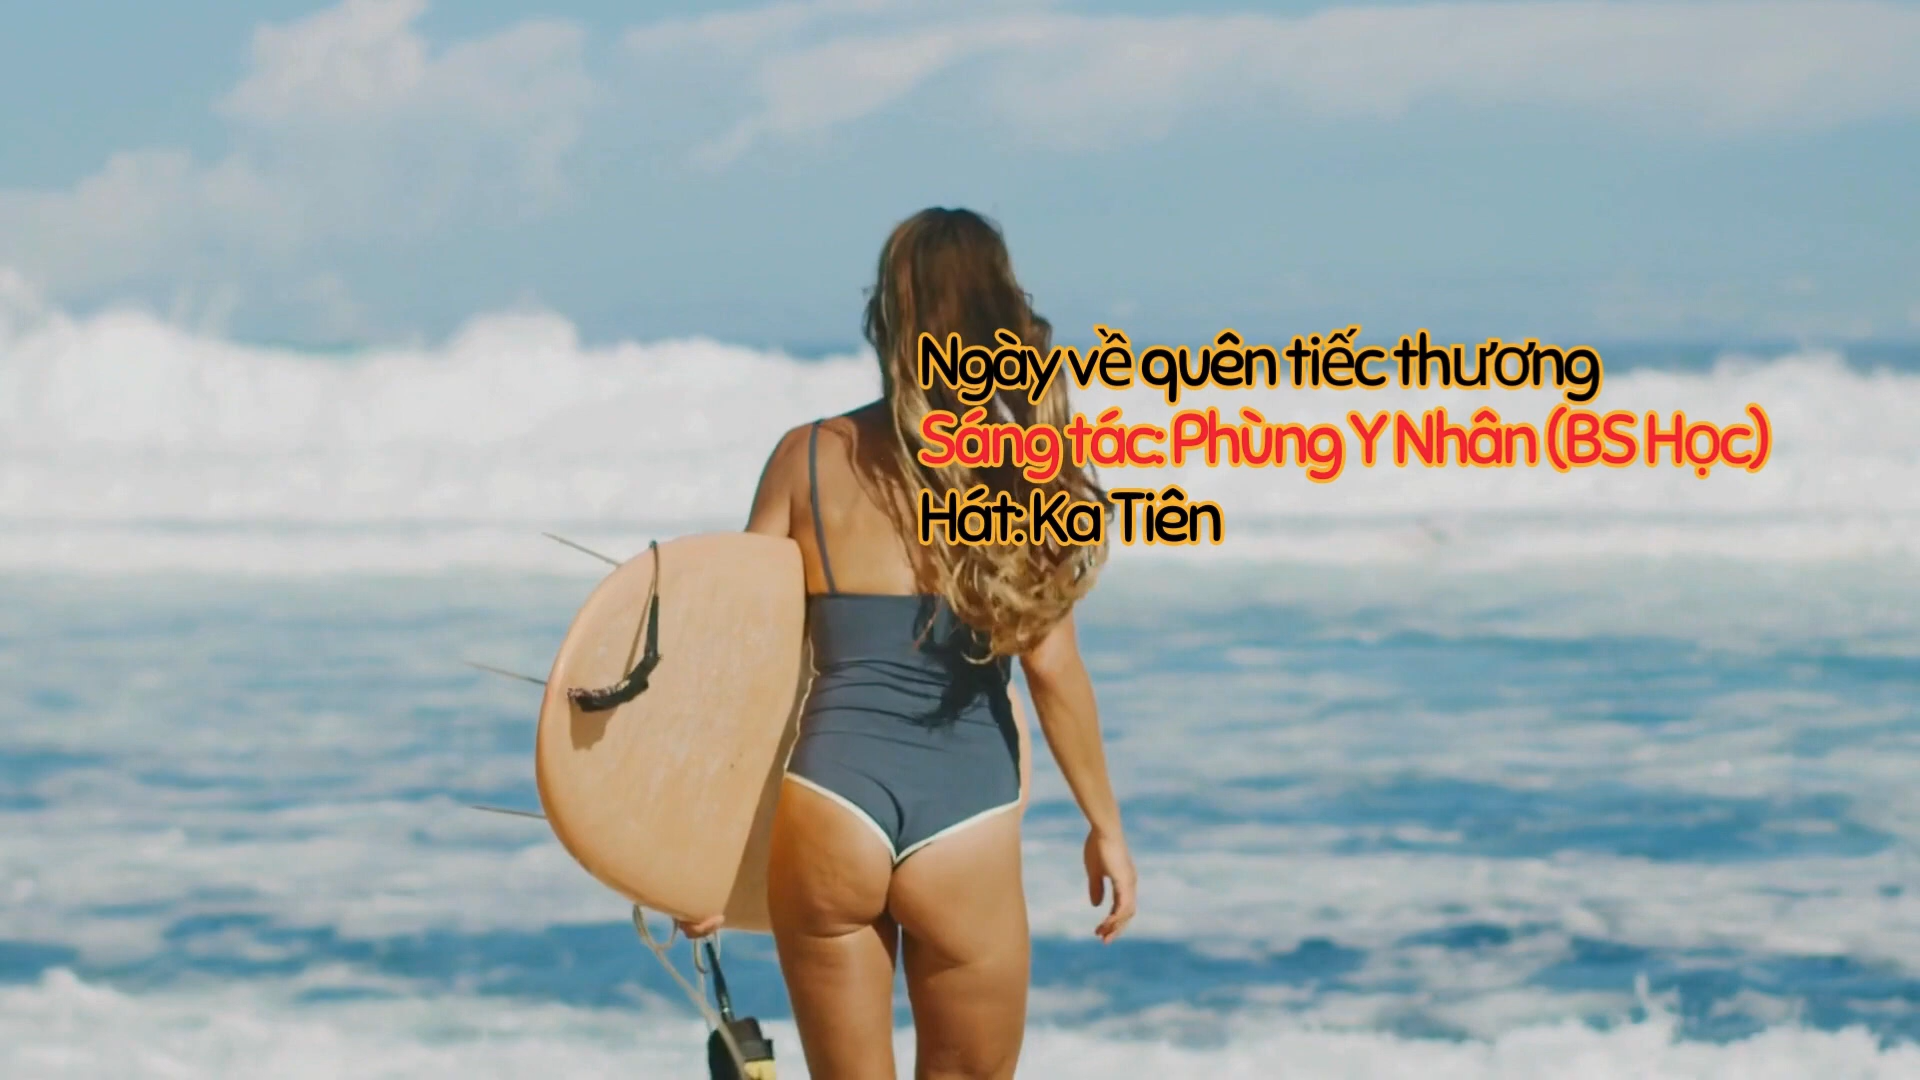 Ngày về quên tiếc thương
Sáng tác: Phùng Y Nhân (BS Học)
Hát: Ka Tiên